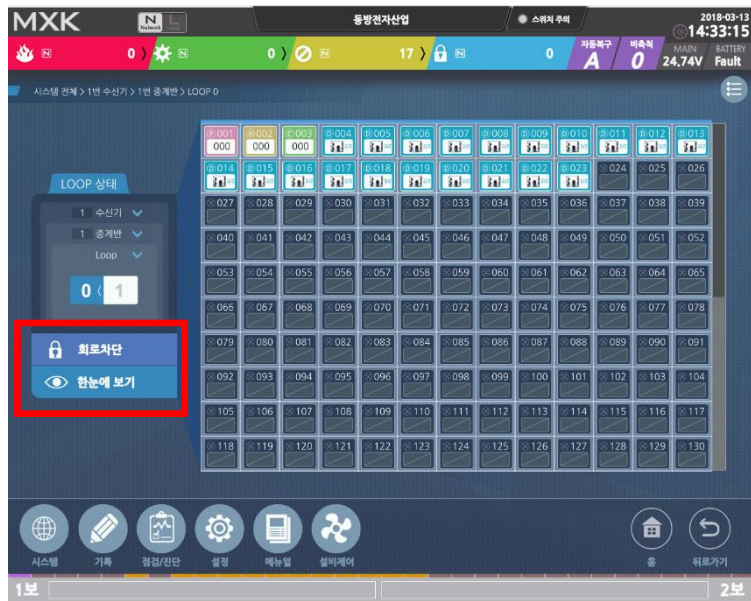 MXK
N
Network
L
동방전자산업
스위치 주의
2018-03-13
14:33:15
N 0 N 0 N 17 N 0
자동복구 A
비축적 0
MAIN 24.74V
BATTERY Fault
시스템 전체 > 1번 수신기 > 1번 중계반 > LOOP 0
LOOP 상태
1 수신기
1 중계반
Loop
0 1
회로차단
한눈에 보기
001 002 003 004 005 006 007 008 009 010 011 012 013
000 000 000
014 015 016 017 018 019 020 021 022 023 024 025 026
027 028 029 030 031 032 033 034 035 036 037 038 039
040 041 042 043 044 045 046 047 048 049 050 051 052
053 054 055 056 057 058 059 060 061 062 063 064 065
066 067 068 069 070 071 072 073 074 075 076 077 078
079 080 081 082 083 084 085 086 087 088 089 090 091
092 093 094 095 096 097 098 099 100 101 102 103 104
105 106 107 108 109 110 111 112 113 114 115 116 117
118 119 120 121 122 123 124 125 126 127 128 129 130
시스템 기록 점검/진단 설정 메뉴얼 설비제어 홈 뒤로가기
1보 2보